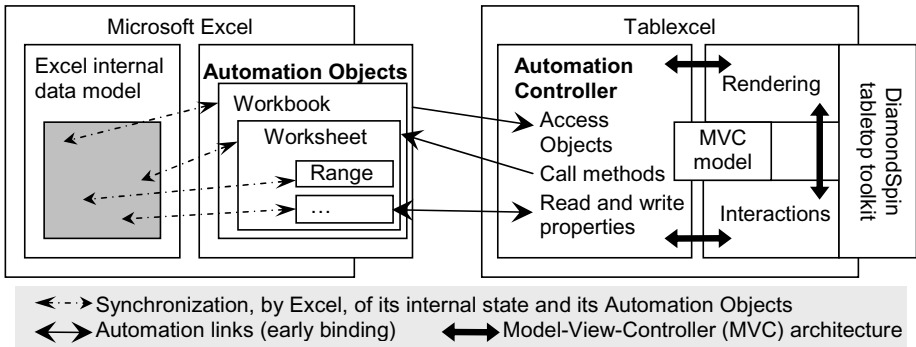 Microsoft Excel
Excel internal
data model
Automation Objects
Workbook
Worksheet
Range
...
Tablexcel
Automation
Controller
Access
Objects
Call methods
Read and write
properties
Rendering
MVC
model
Interactions
DiamondSpin
tabletop toolkit
Synchronization, by Excel, of its internal state and its Automation Objects
Automation links (early binding)
Model-View-Controller (MVC) architecture